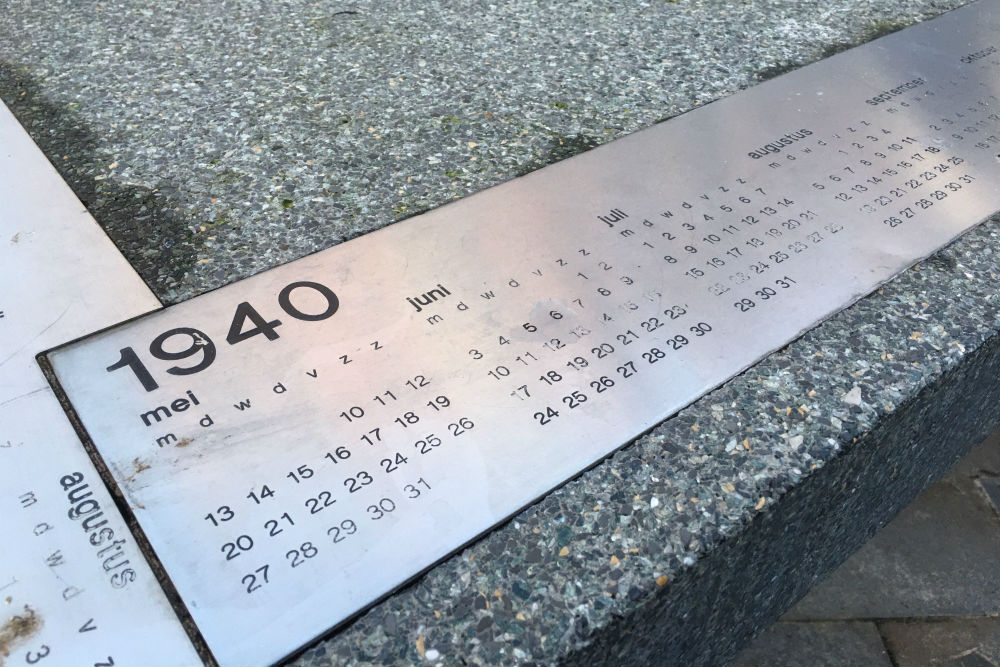 1940
mei
m d w d v z z
10 11 12
13 14 15 16 17 18 19
20 21 22 23 24 25 26
27 28 29 30 31
juni
m d w d v z z
1 2
3 4 5 6 7 8 9
10 11 12 13 14 15
17 18 19 20 21 22 23
24 25 26 27 28 29 30
juli
m d w d v z z
1 2 3 4 5 6 7
8 9 10 11 12 13 14
15 16 17 18 19 20 21
22 23 24 25 26 27 28
29 30 31
augustus
m d w d v z z
1 2 3 4
5 6 7 8 9 10 11
12 13 14 15 16 17 18
20 21 22 23 24 25
26 27 28 29 30 31
september
oktober
augustus
m d w d v z
3